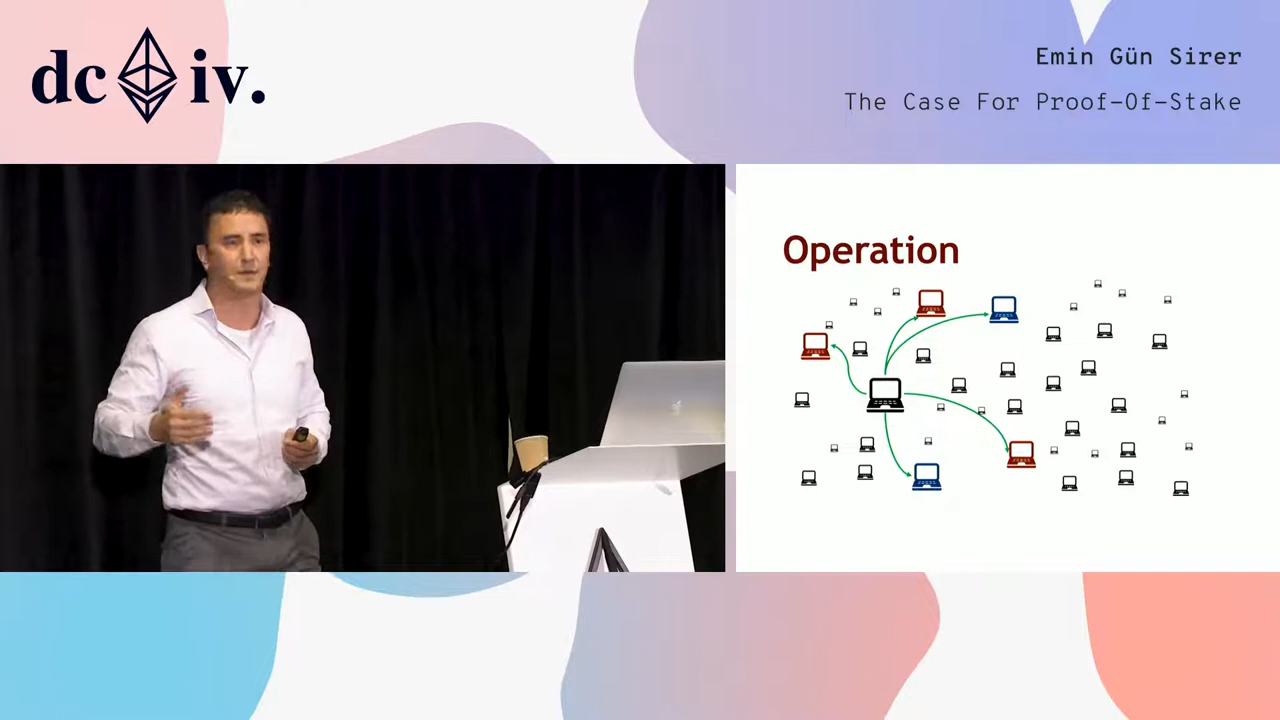 dc iv.
Emin Gün Sirer
The Case For Proof-Of-Stake
Operation